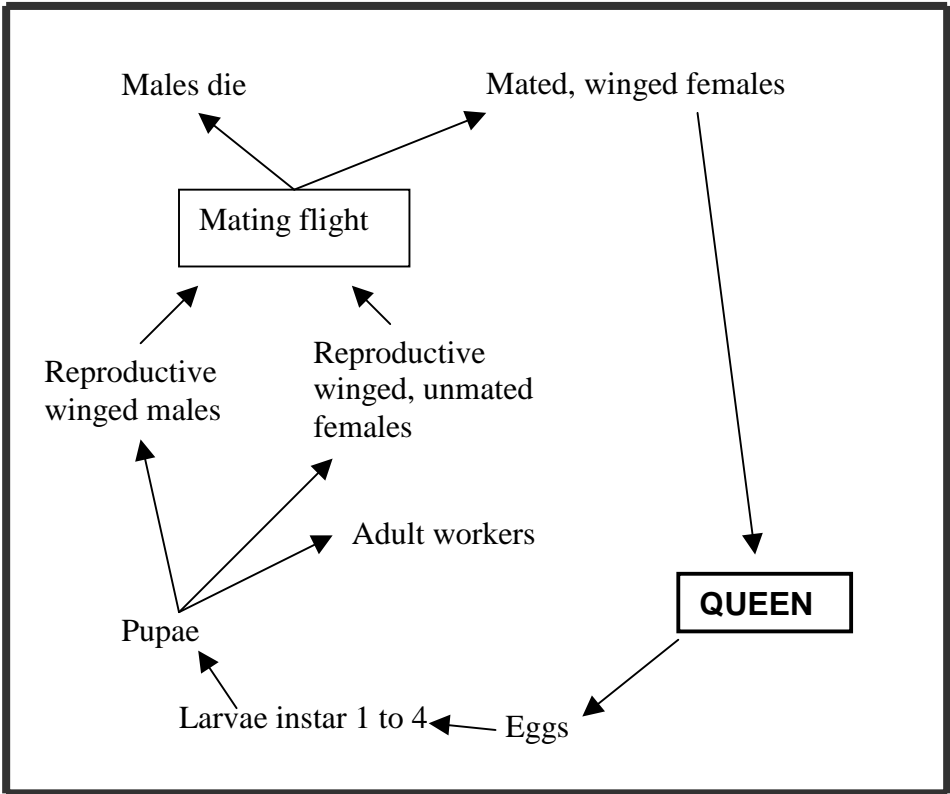 Males die
Mated, winged females
Mating flight
Reproductive
winged males
Reproductive
winged, unmated
females
Adult workers
QUEEN
Pupae
Larvae instar 1 to 4
Eggs